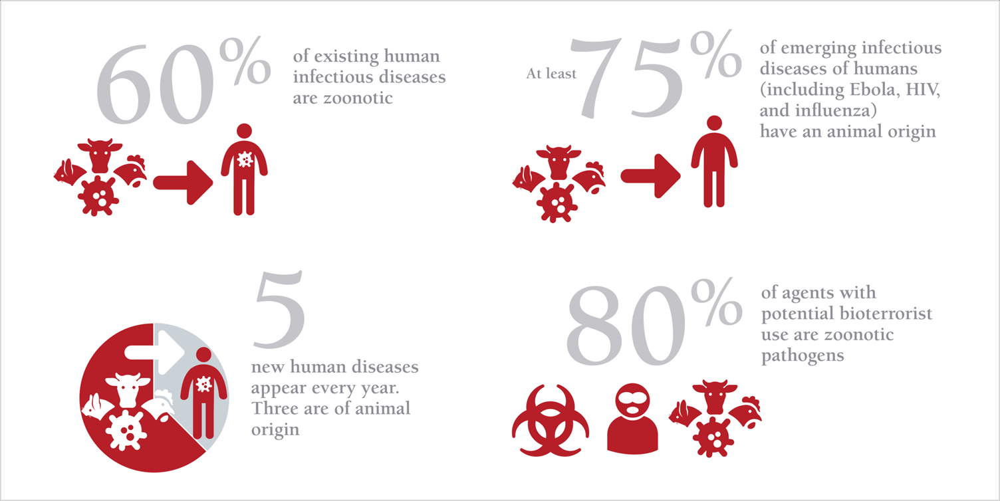 60%
of existing human
infectious diseases
are zoonotic
At least
75%
of emerging infectious
diseases of humans
(including Ebola, HIV,
and influenza)
have an animal origin
5
new human diseases
appear every year.
Three are of animal
origin
80%
of agents with
potential bioterrorist
use are zoonotic
pathogens